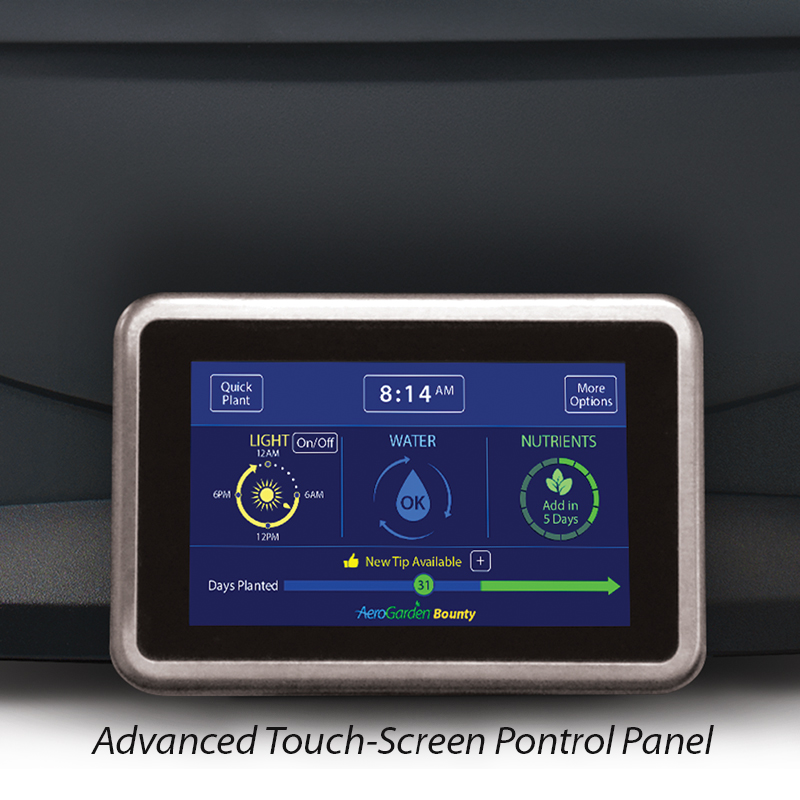 Quick
Plant
8:14 AM
More
Options
LIGHT On/Off
12AM
6PM
6AM
12PM
WATER
OK
NUTRIENTS
Add in
5 Days
New Tip Available +
Days Planted
31
AeroGarden Bounty
Advanced Touch-Screen Pontrol Panel